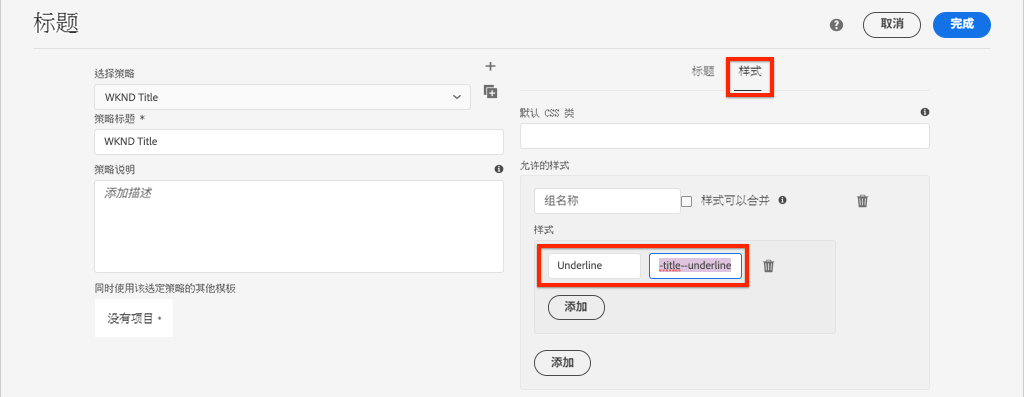 标题
取消
完成
选择策略
WKND Title
策略标题 *
WKND Title
策略说明
添加描述
同时使用该选定策略的其他模板
没有项目。
标题
样式
默认 CSS 类
允许的样式
组名称
样式可以合并
样式
Underline
-title--underline
添加
添加